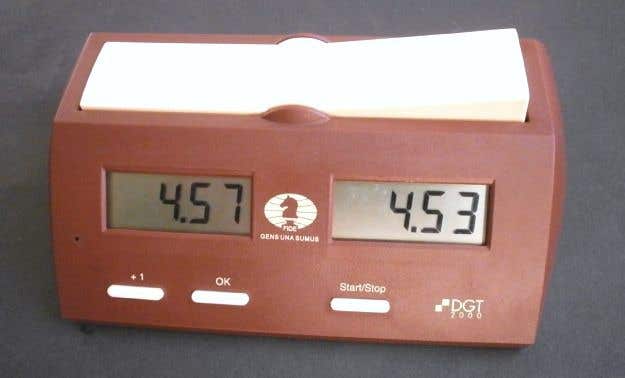 4.57
4.53
FIDE
GENS UNA SUMUS
+1
OK
Start/Stop
DGT
2000